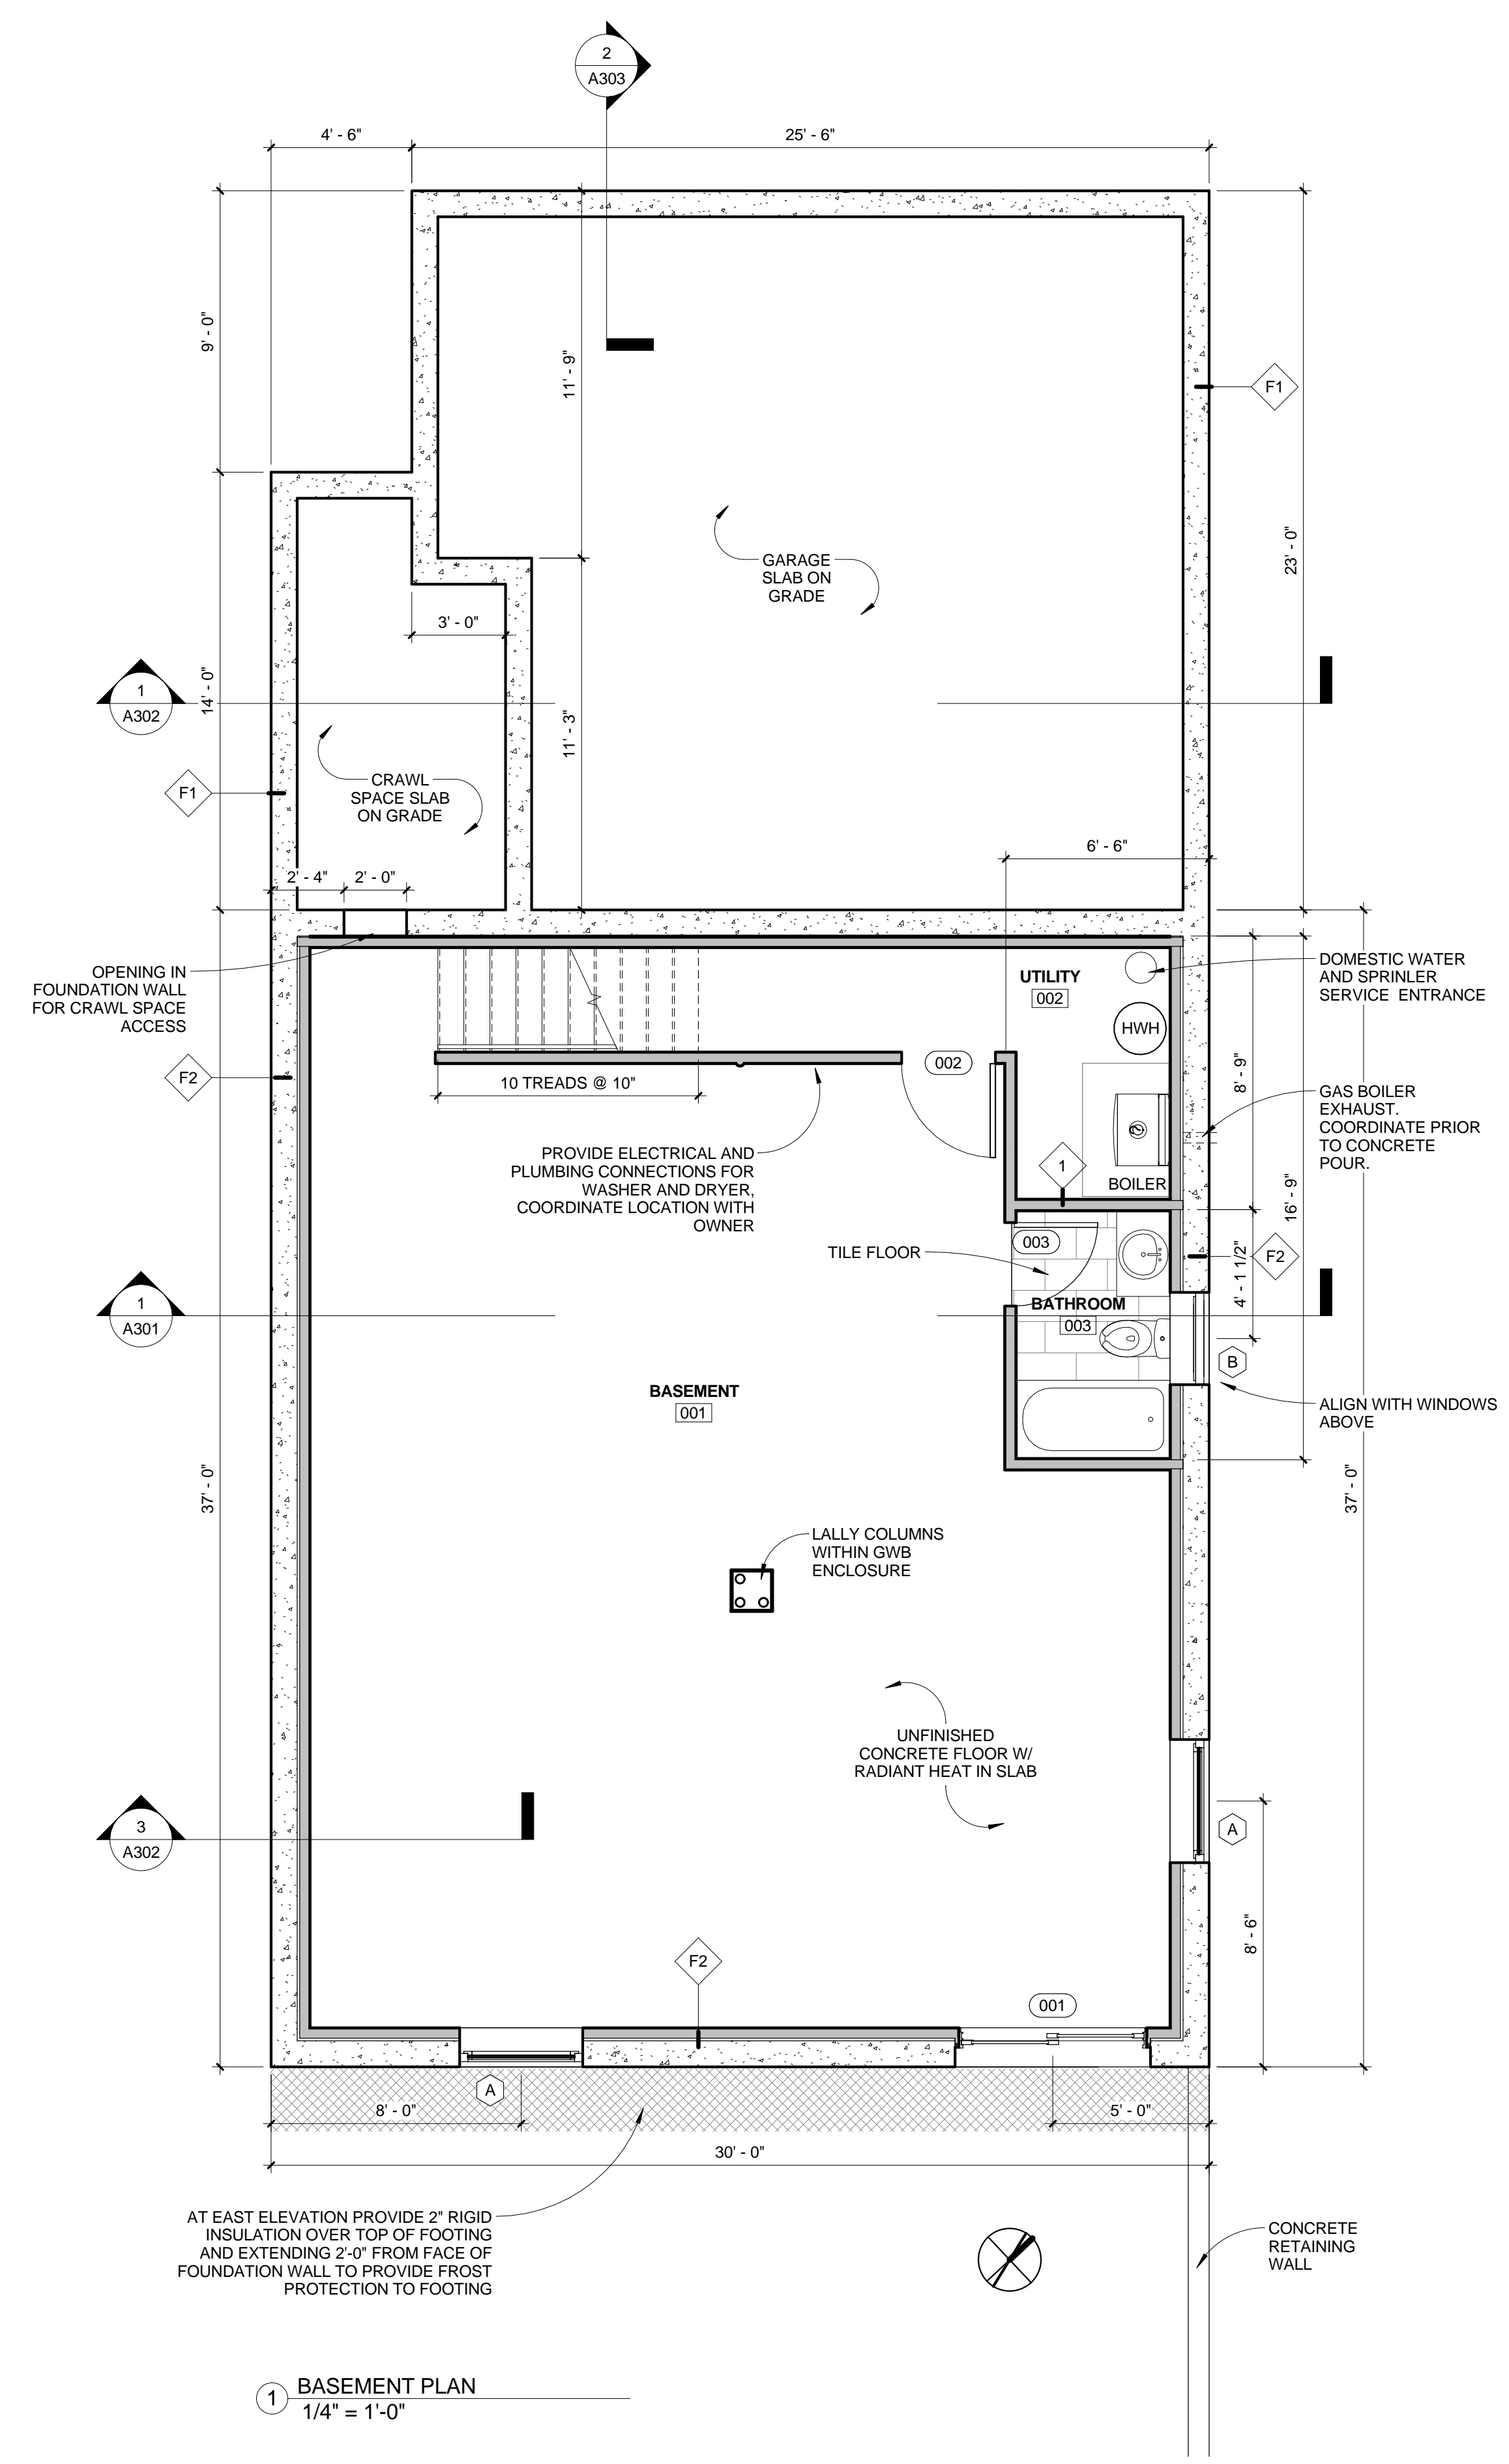 2
A303
4' - 6"
25' - 6"
9' - 0"
11' - 9"
F1
GARAGE
SLAB ON
GRADE
23' - 0"
3' - 0"
1
A302
14' - 0"
11' - 3"
F1
CRAWL
SPACE SLAB
ON GRADE
6' - 6"
2' - 4"
2' - 0"
OPENING IN
FOUNDATION WALL
FOR CRAWL SPACE
ACCESS
UTILITY
002
DOMESTIC WATER
AND SPRINLER
SERVICE ENTRANCE
HWH
F2
002
10 TREADS @ 10"
8' - 9"
GAS BOILER
EXHAUST.
COORDINATE PRIOR
TO CONCRETE
POUR.
PROVIDE ELECTRICAL AND
PLUMBING CONNECTIONS FOR
WASHER AND DRYER,
COORDINATE LOCATION WITH
OWNER
1
BOILER
16' - 9"
TILE FLOOR
003
4' - 1 1/2"
F2
1
A301
BATHROOM
003
B
BASEMENT
001
ALIGN WITH WINDOWS
ABOVE
37' - 0"
37' - 0"
LALLY COLUMNS
WITHIN GWB
ENCLOSURE
UNFINISHED
CONCRETE FLOOR W/
RADIANT HEAT IN SLAB
3
A302
A
8' - 6"
F2
001
A
8' - 0"
5' - 0"
30' - 0"
AT EAST ELEVATION PROVIDE 2" RIGID
INSULATION OVER TOP OF FOOTING
AND EXTENDING 2'-0" FROM FACE OF
FOUNDATION WALL TO PROVIDE FROST
PROTECTION TO FOOTING
CONCRETE
RETAINING
WALL
1
BASEMENT PLAN
1/4" = 1'-0"